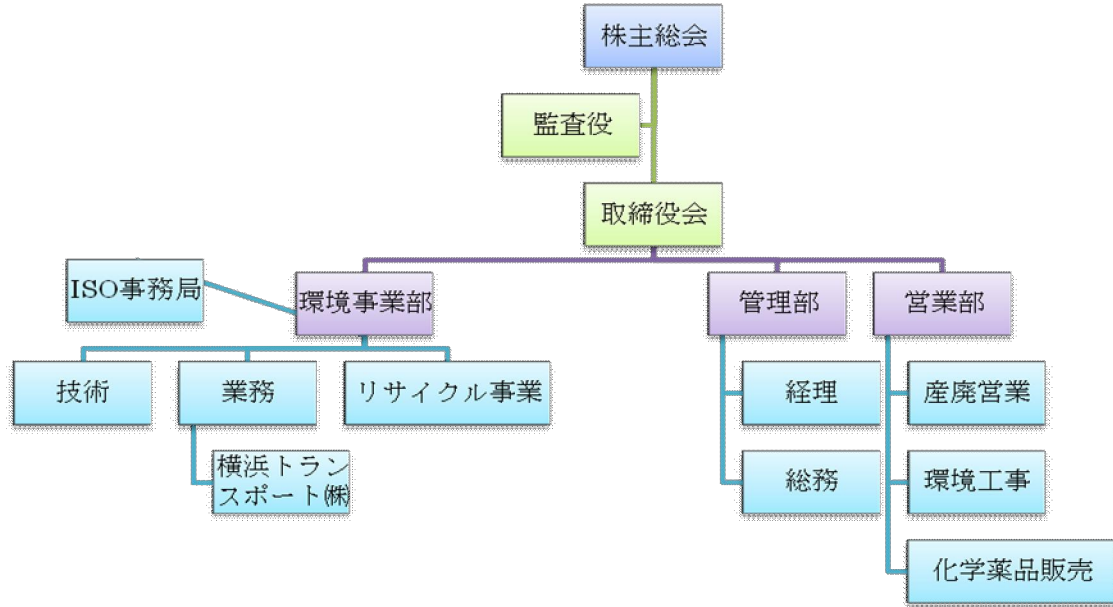 株主総会
監査役
取締役会
ISO事務局
環境事業部
管理部
営業部
技術
業務
リサイクル事業
経理
産廃営業
横浜トラン
スポート㈱
総務
環境工事
化学薬品販売